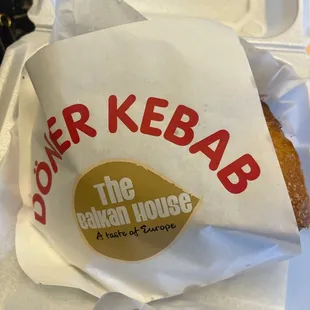 DÖNER KEBAB
The
Balkan House
A taste of Europe